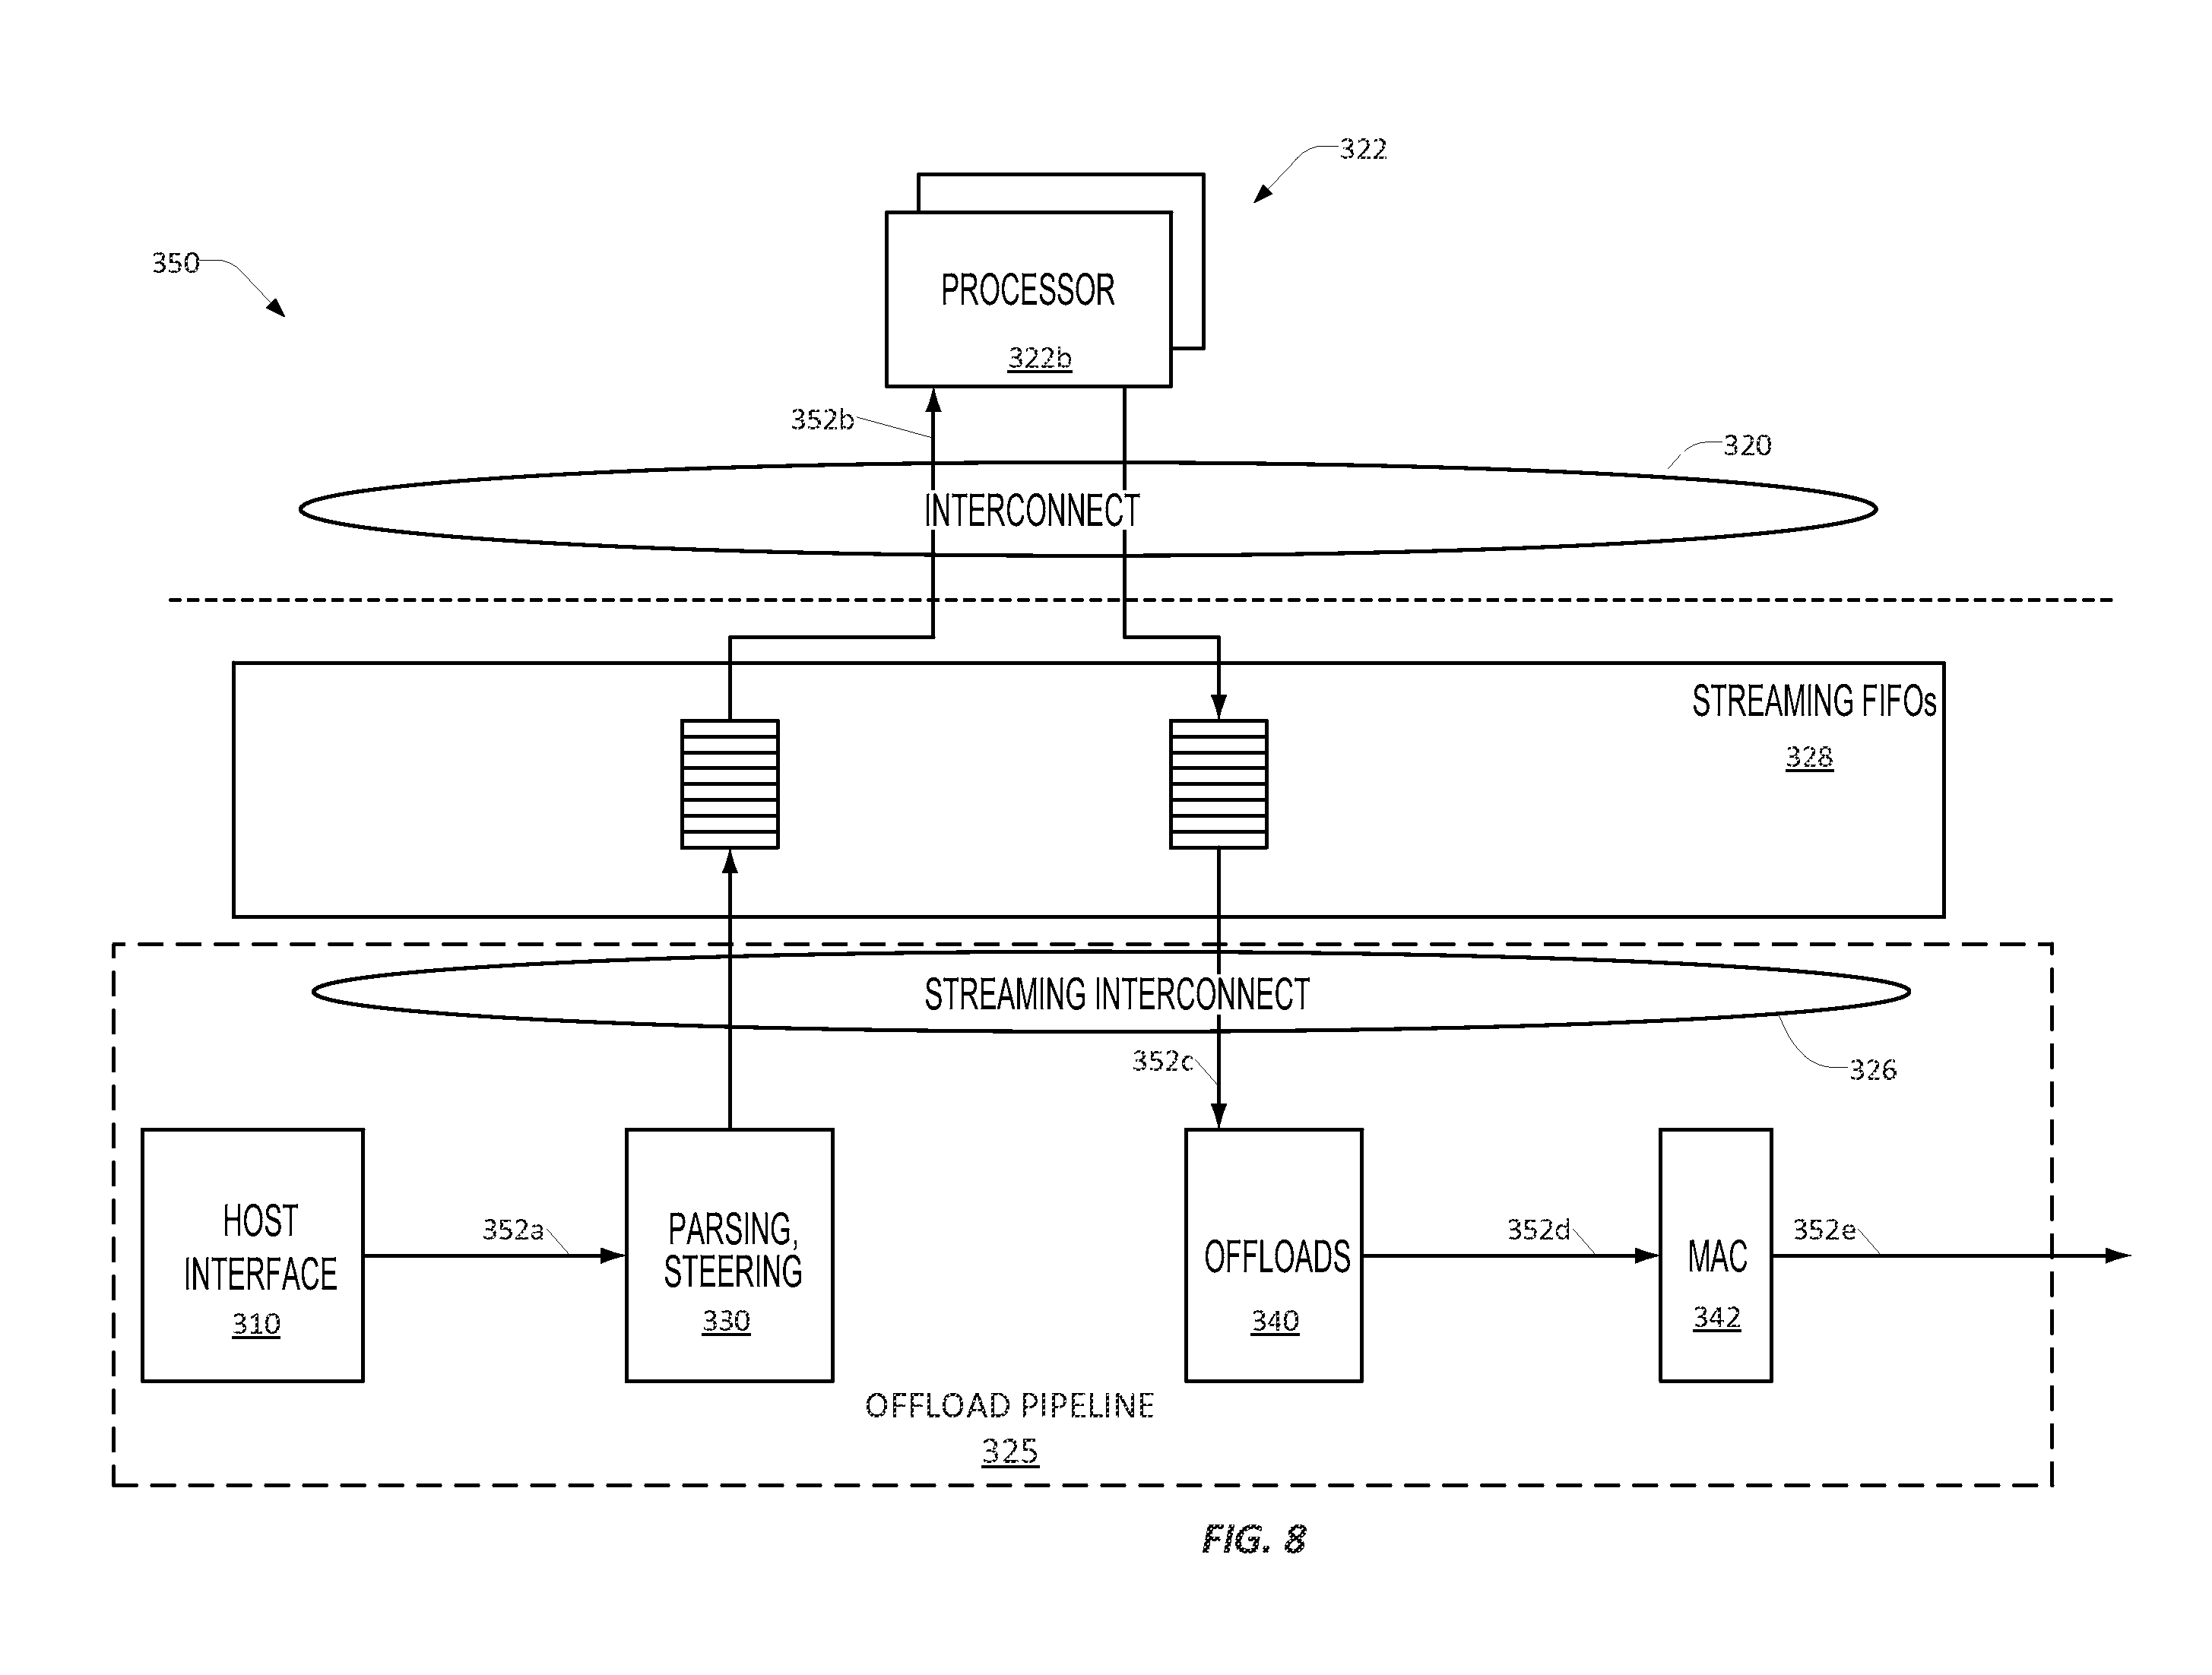 322
350
PROCESSOR
322b
352b
320
INTERCONNECT
STREAMING FIFOs
328
STREAMING INTERCONNECT
352c
326
HOST
INTERFACE
310
352a
PARSING,
STEERING
330
OFFLOADS
340
352d
MAC
342
352e
OFFLOAD PIPELINE
325
FIG. 8